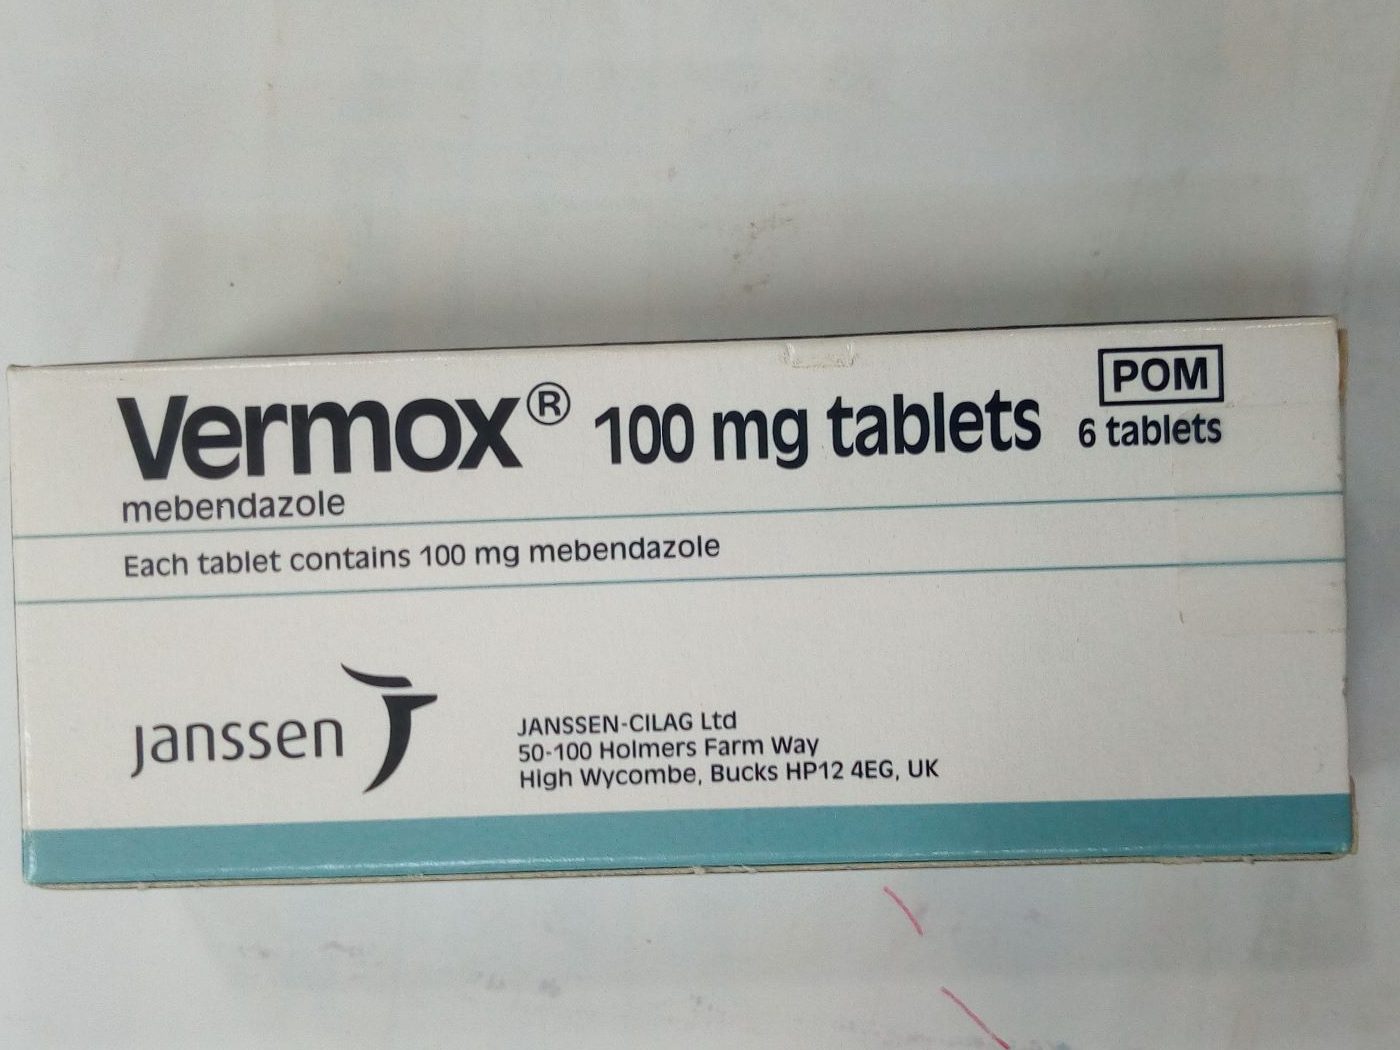 Vermox® 100 mg tablets
POM
6 tablets
mebendazole
Each tablet contains 100 mg mebendazole
janssen
JANSSEN-CILAG Ltd
50-100 Holmers Farm Way
High Wycombe, Bucks HP12 4EG, UK